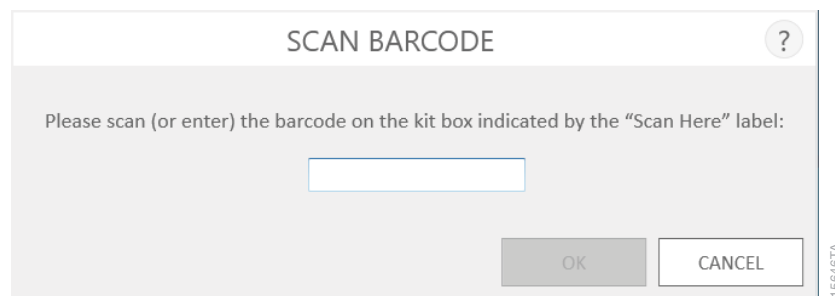 SCAN BARCODE
?
Please scan (or enter) the barcode on the kit box indicated by the “Scan Here” label:
OK
CANCEL